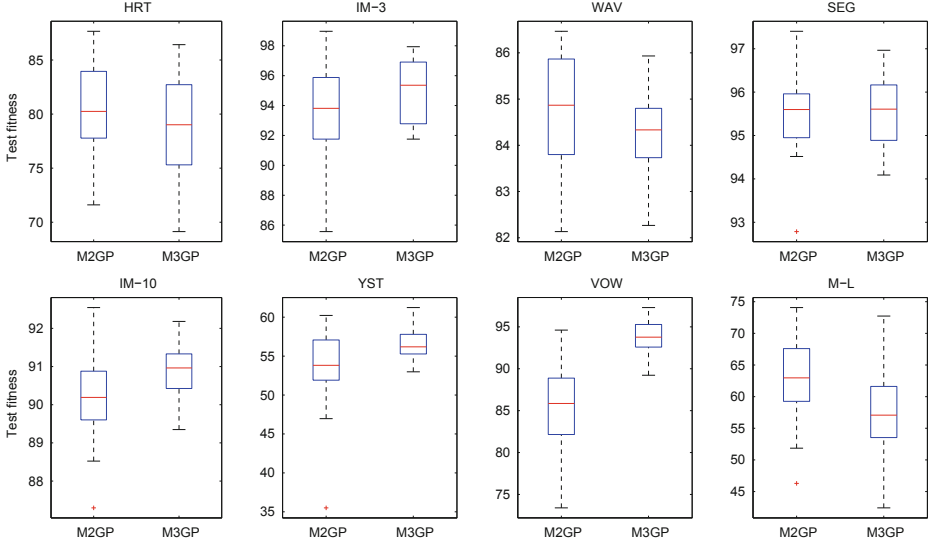 HRT
IM-3
WAV
SEG
Test fitness
85
80
75
70
98
96
94
92
90
88
86
86
85
84
83
82
97
96
95
94
93
M2GP
M3GP
M2GP
M3GP
M2GP
M3GP
M2GP
M3GP
IM-10
YST
VOW
M-L
Test fitness
92
91
90
89
88
60
55
50
45
40
35
95
90
85
80
75
75
70
65
60
55
50
45
M2GP
M3GP
M2GP
M3GP
M2GP
M3GP
M2GP
M3GP